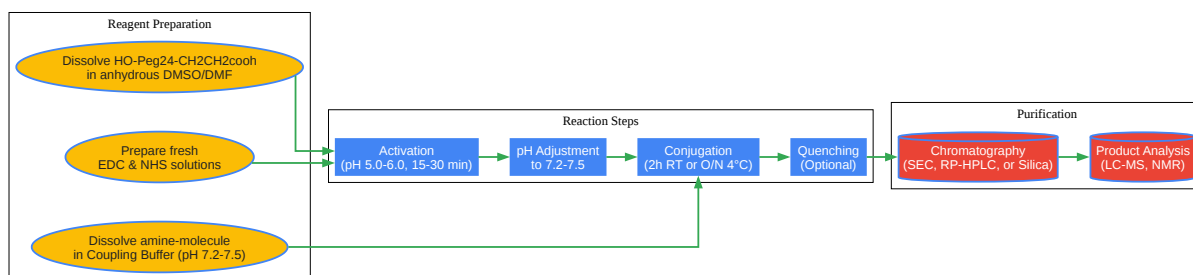 Reagent Preparation
Dissolve HO-Peg24-CH2CH2cooh
in anhydrous DMSO/DMF
Prepare fresh
EDC & NHS solutions
Dissolve amine-molecule
in Coupling Buffer (pH 7.2-7.5)
Reaction Steps
Activation
(pH 5.0-6.0, 15-30 min)
pH Adjustment
to 7.2-7.5
Conjugation
(2h RT or O/N 4°C)
Quenching
(Optional)
Purification
Chromatography
(SEC, RP-HPLC, or Silica)
Product Analysis
(LC-MS, NMR)